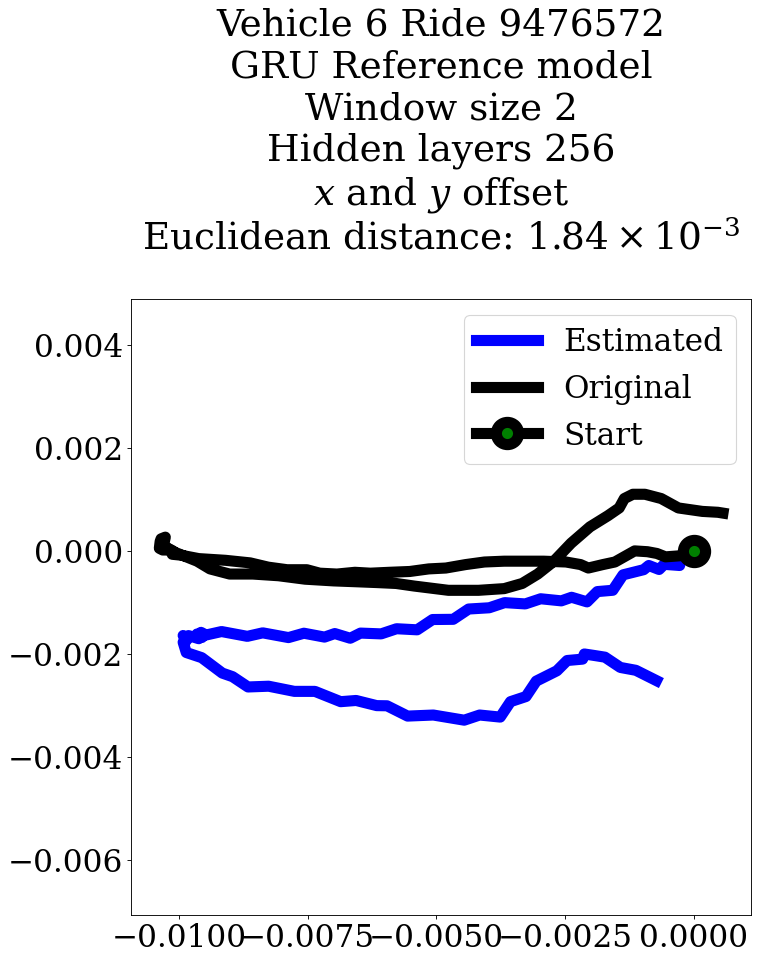 Vehicle 6 Ride 9476572
GRU Reference model
Window size 2
Hidden layers 256
x and y offset
Euclidean distance: 1.84 × 10⁻³
Estimated
Original
Start
0.004
0.002
0.000
−0.002
−0.004
−0.006
−0.0100 −0.0075 −0.0050 −0.0025 0.0000